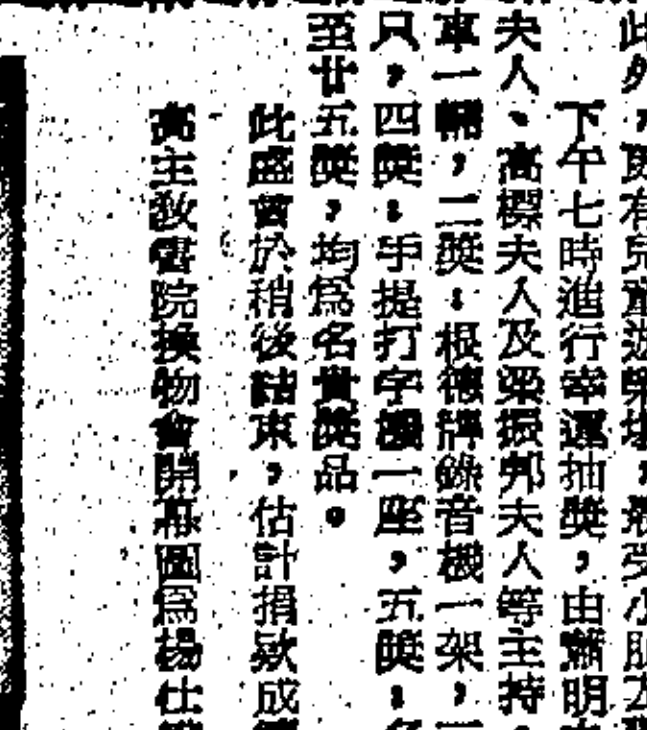 此外,更有兒童遊樂場,
下午七時進行幸運抽獎,由簡明
夫人、高櫻夫人及梁振邦夫人等主持。
車一輛,二獎:根德牌錄音機一架,
只,四獎:手提打字機一座,五獎:名
至廿五獎,均為名貴獎品。
此盛會於稍後結束,估計捐款成
高主教書院換物會開幕圖為楊仕